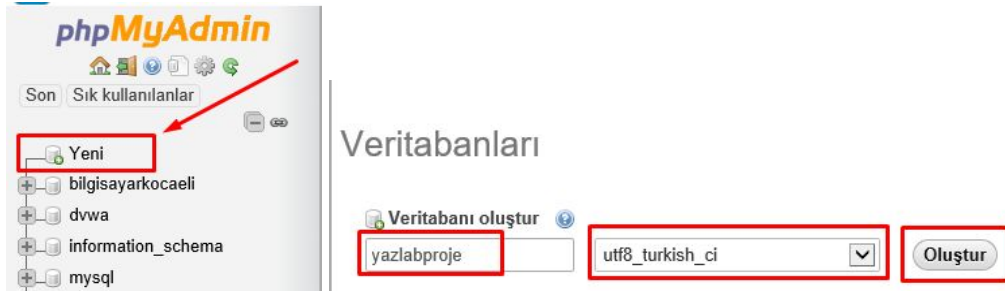 phpMyAdmin
Son Sık kullanılanlar
Yeni
bilgisayarkocaeli
dvwa
information_schema
mysql
Veritabanları
Veritabanı oluştur
yazlabproje utf8_turkish_ci Oluştur